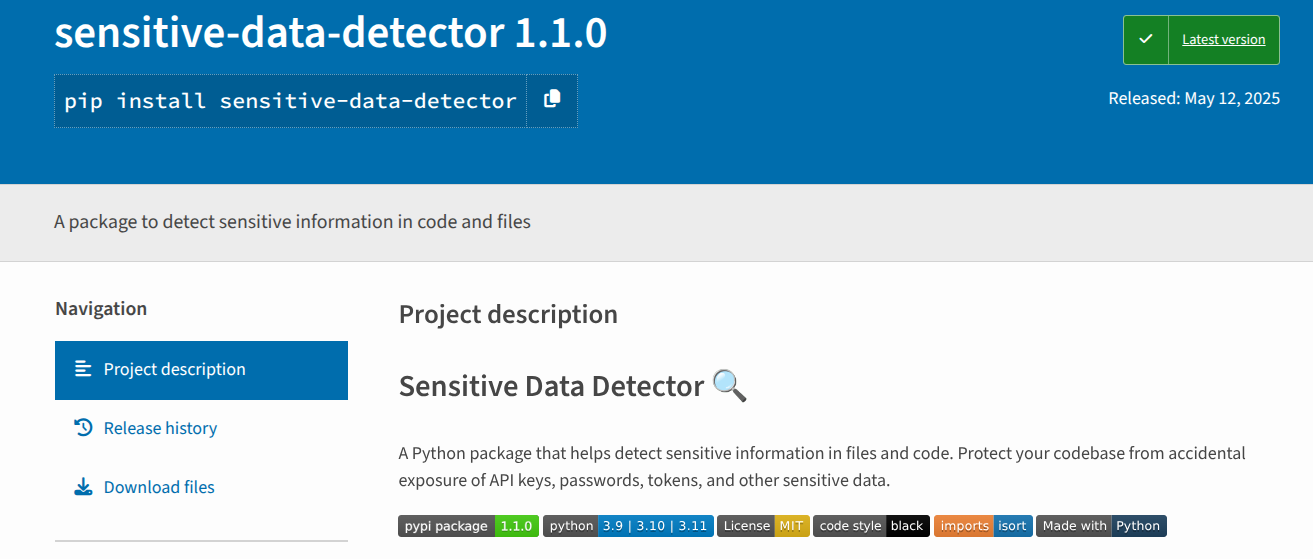 sensitive-data-detector 1.1.0
Latest version
pip install sensitive-data-detector
Released: May 12, 2025
A package to detect sensitive information in code and files
Navigation
Project description
Release history
Download files
Project description
Sensitive Data Detector
A Python package that helps detect sensitive information in files and code. Protect your codebase from accidental
exposure of API keys, passwords, tokens, and other sensitive data.
pypi package 1.1.0 python 3.9 | 3.10 | 3.11 License MIT code style black imports isort Made with Python